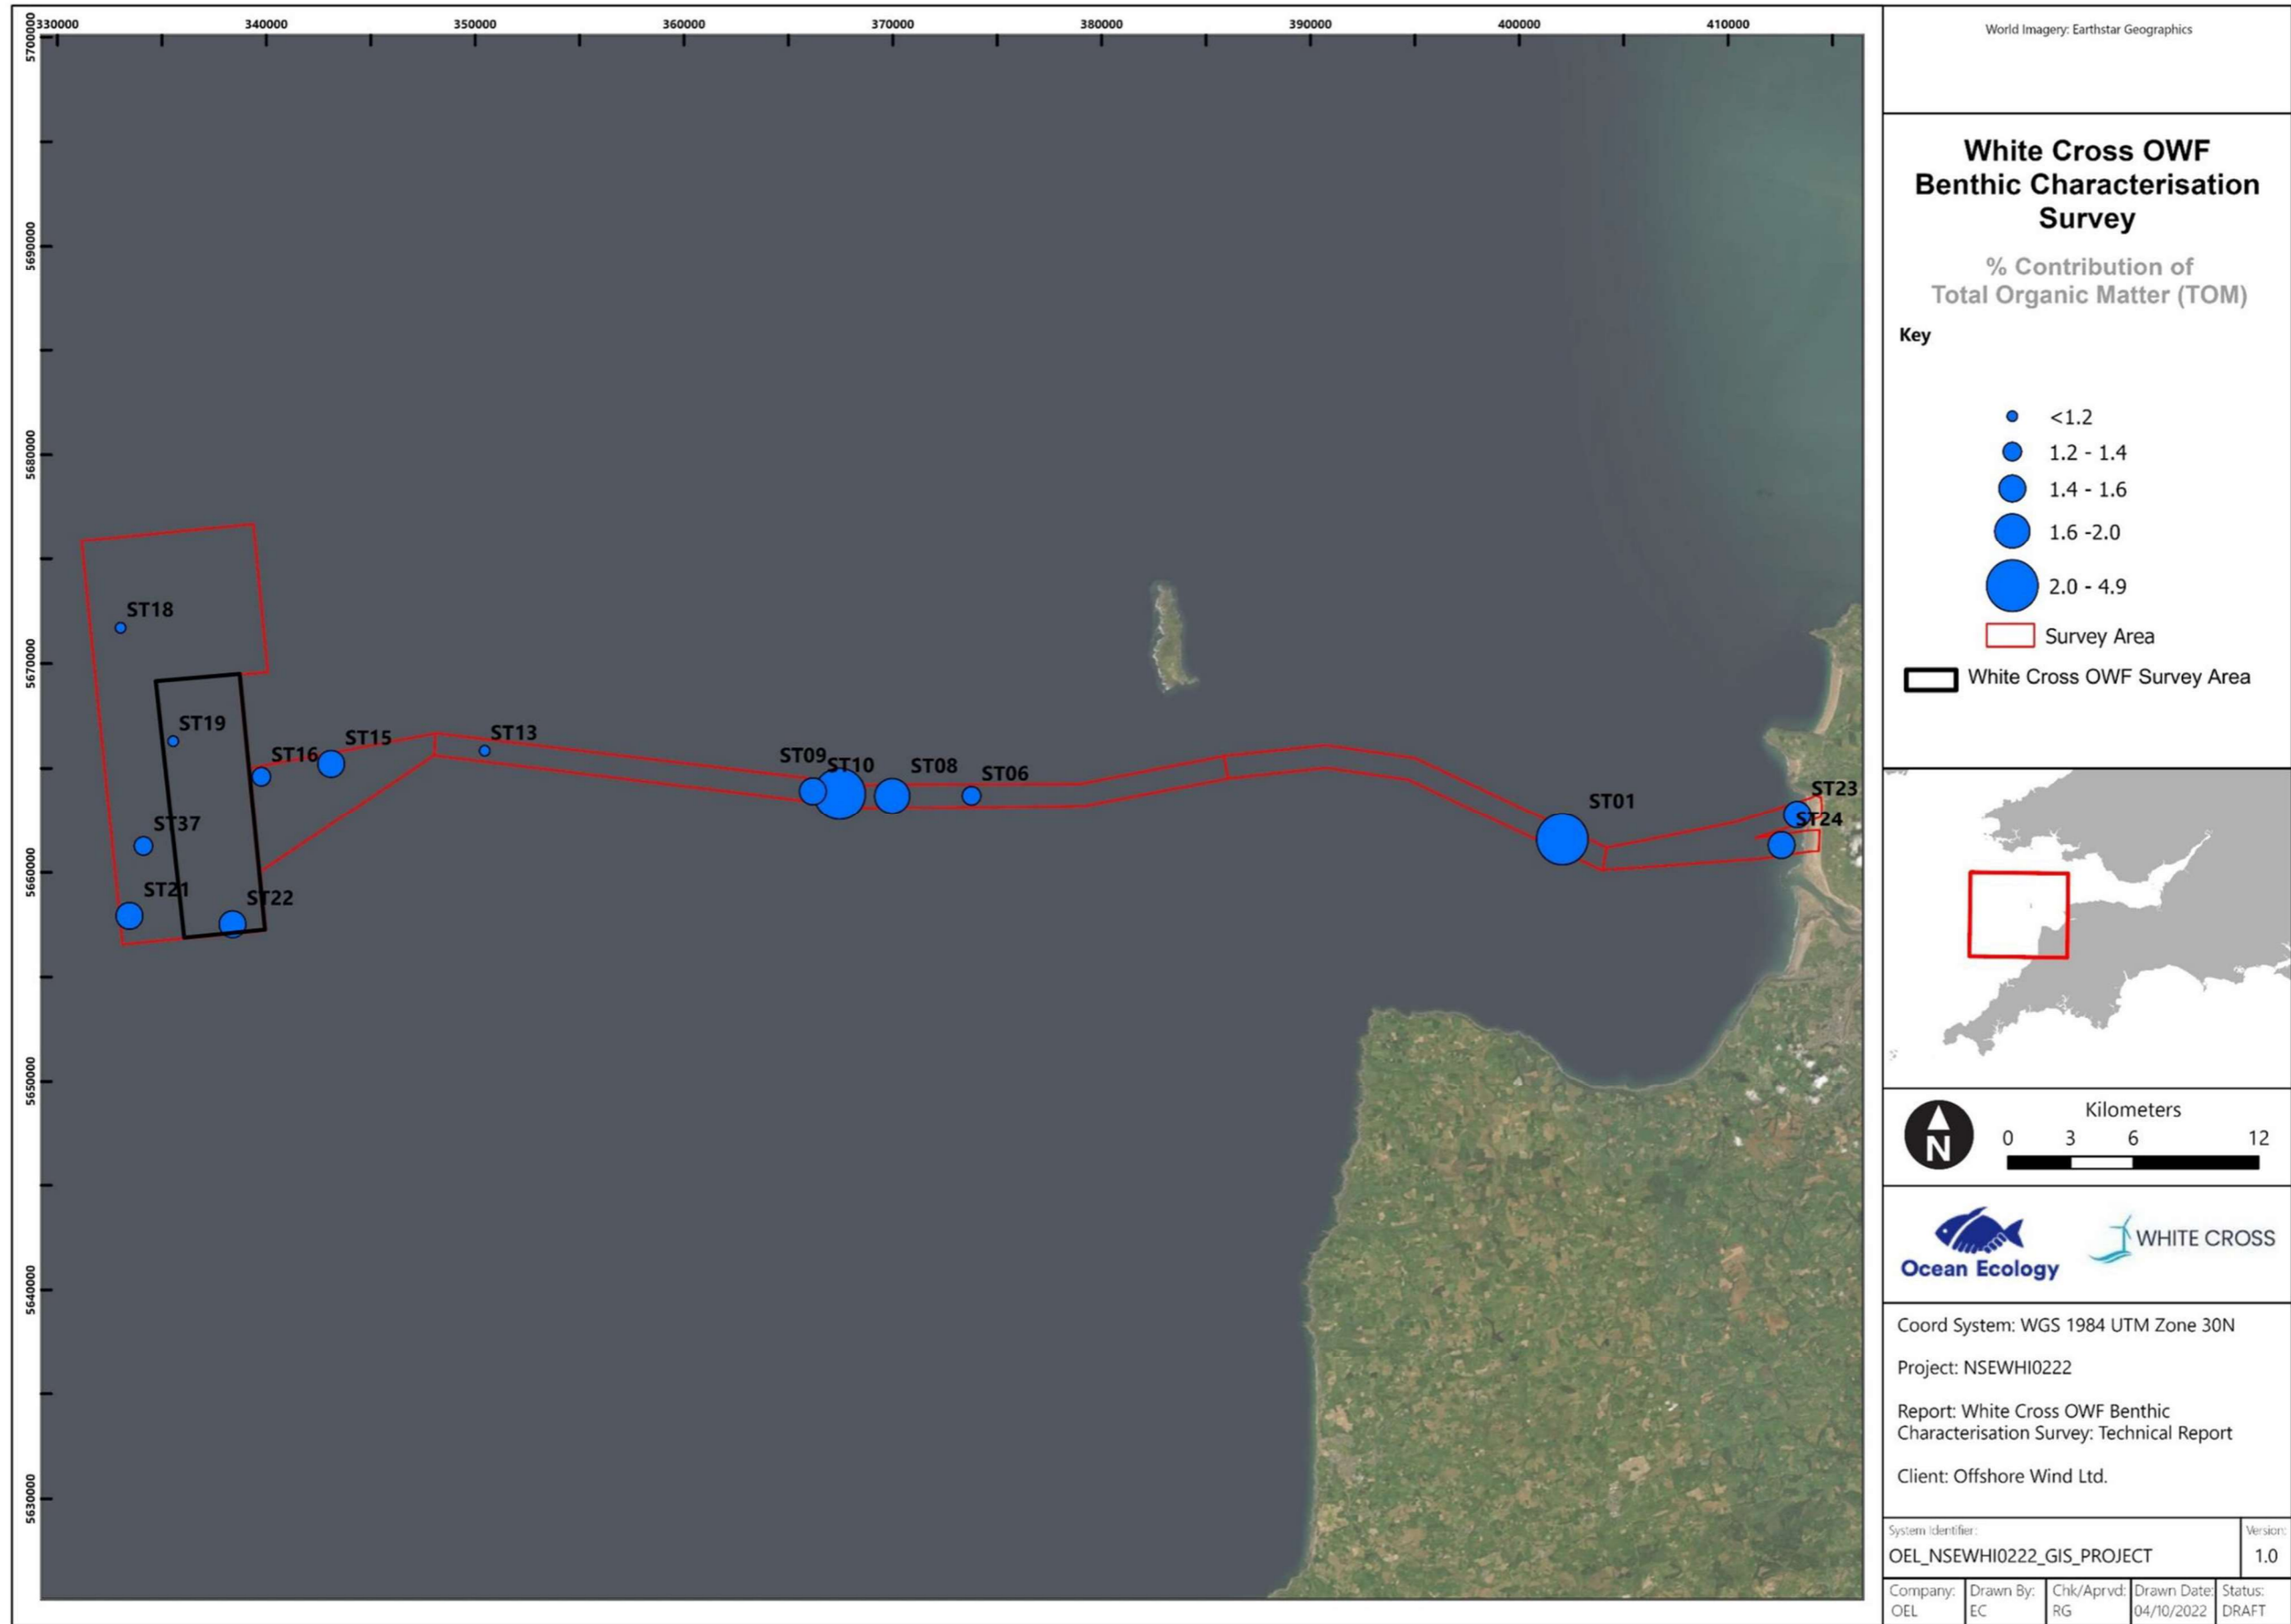 330000 340000 350000 360000 370000 380000 390000 400000 410000
5700000
5690000
5680000
5670000
5660000
5650000
5640000
5630000
ST18
ST19
ST16
ST15
ST13
ST09
ST10
ST08
ST06
ST37
ST21
ST22
ST01
ST23
ST24
World Imagery: Earthstar Geographics
White Cross OWF
Benthic Characterisation
Survey
% Contribution of
Total Organic Matter (TOM)
Key
<1.2
1.2 - 1.4
1.4 - 1.6
1.6 -2.0
2.0 - 4.9
Survey Area
White Cross OWF Survey Area
N
Kilometers
0 3 6 12
Ocean Ecology
WHITE CROSS
Coord System: WGS 1984 UTM Zone 30N
Project: NSEWHI0222
Report: White Cross OWF Benthic
Characterisation Survey: Technical Report
Client: Offshore Wind Ltd.
System Identifier: Version:
OEL_NSEWHI0222_GIS_PROJECT 1.0
Company: Drawn By: Chk/Aprvd: Drawn Date: Status:
OEL EC RG 04/10/2022 DRAFT